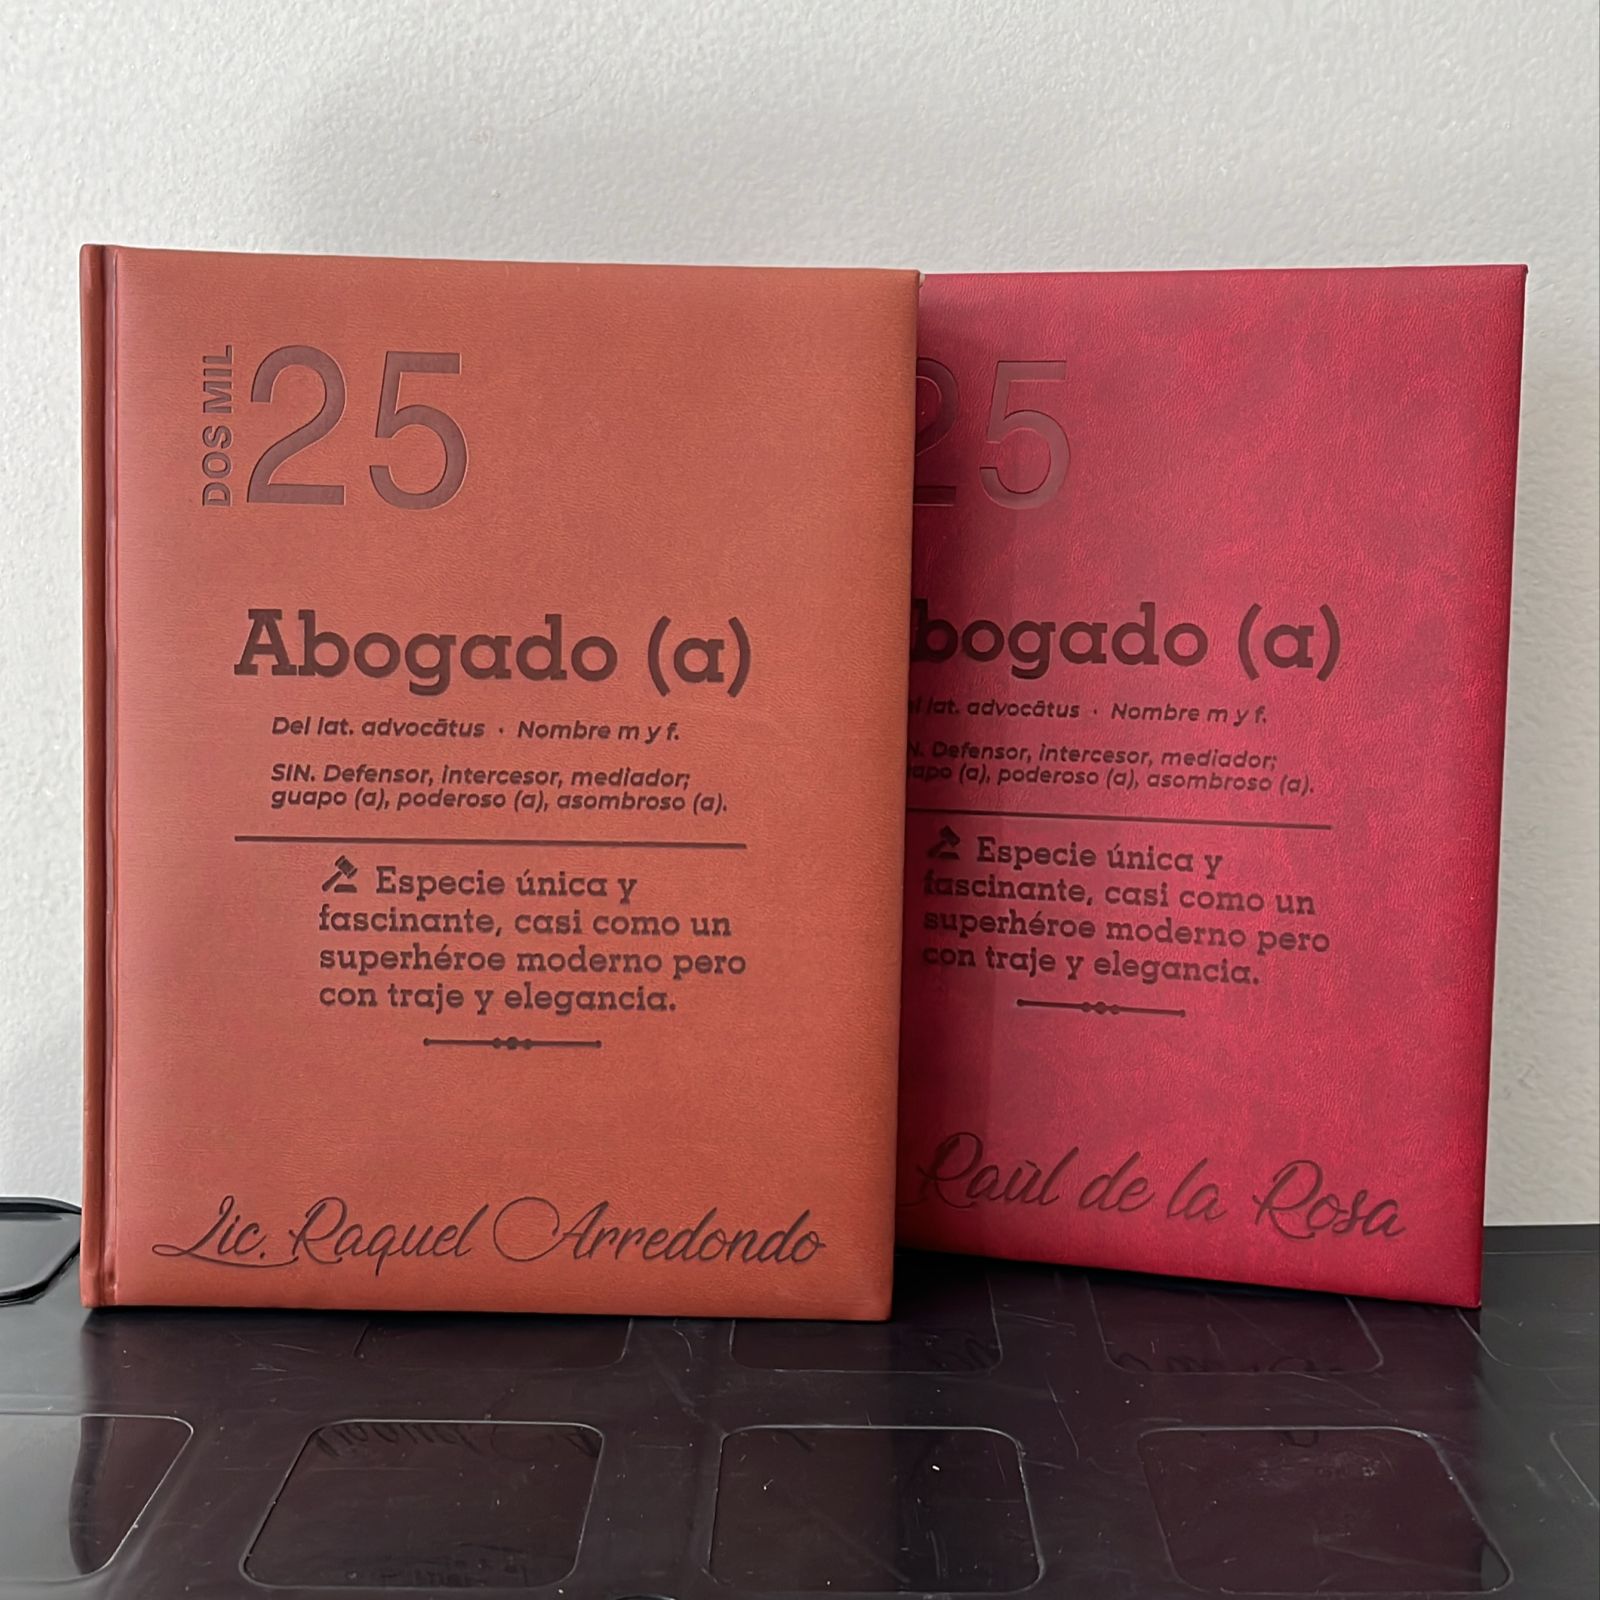 DOS MIL
25
Abogado (a)
Del lat. advocātus · Nombre m y f.
SIN. Defensor, intercesor, mediador;
guapo (a), poderoso (a), asombroso (a).
Especie única y
fascinante, casi como un
superhéroe moderno pero
con traje y elegancia.
Lic. Raquel Arredondo
25
bogado (a)
lat. advocātus · Nombre m y f.
N. Defensor, intercesor, mediador;
apo (a), poderoso (a), asombroso (a).
Especie única y
fascinante, casi como un
superhéroe moderno pero
con traje y elegancia.
Raùl de la Rosa